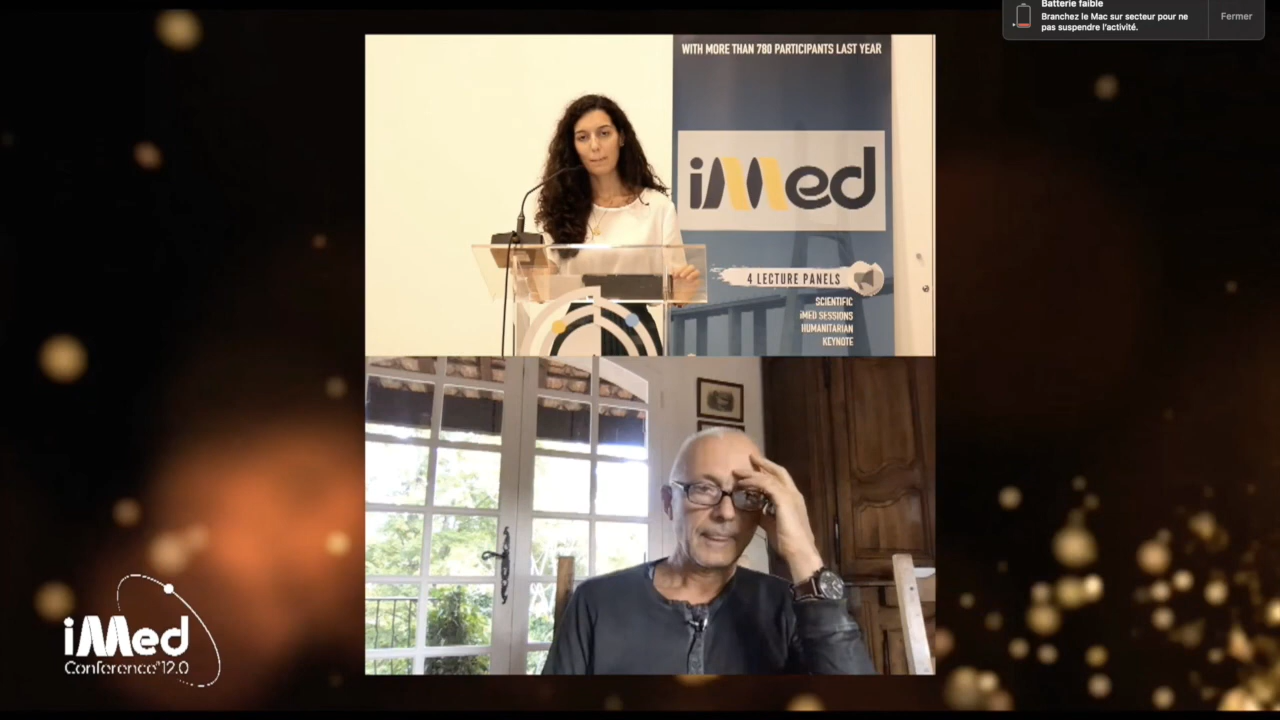 Batterie faible
Branchez le Mac sur secteur pour ne
pas suspendre l'activité.
Fermer
WITH MORE THAN 780 PARTICIPANTS LAST YEAR
iMed
4 LECTURE PANELS
SCIENTIFIC
iMED SESSIONS
HUMANITARIAN
KEYNOTE
iMed
Conference® 12.0